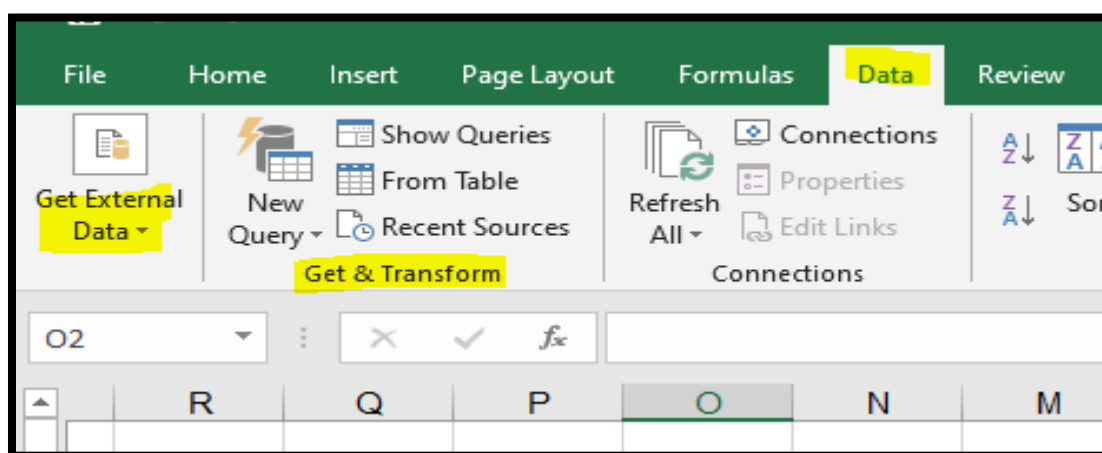 File Home Insert Page Layout Formulas Data Review
Get External
Data
New
Query
Show Queries
From Table
Recent Sources
Get & Transform
Refresh
All
Connections
Properties
Edit Links
Connections
A
Z
Z
A
Z
A
O2
fx
R Q P O N M